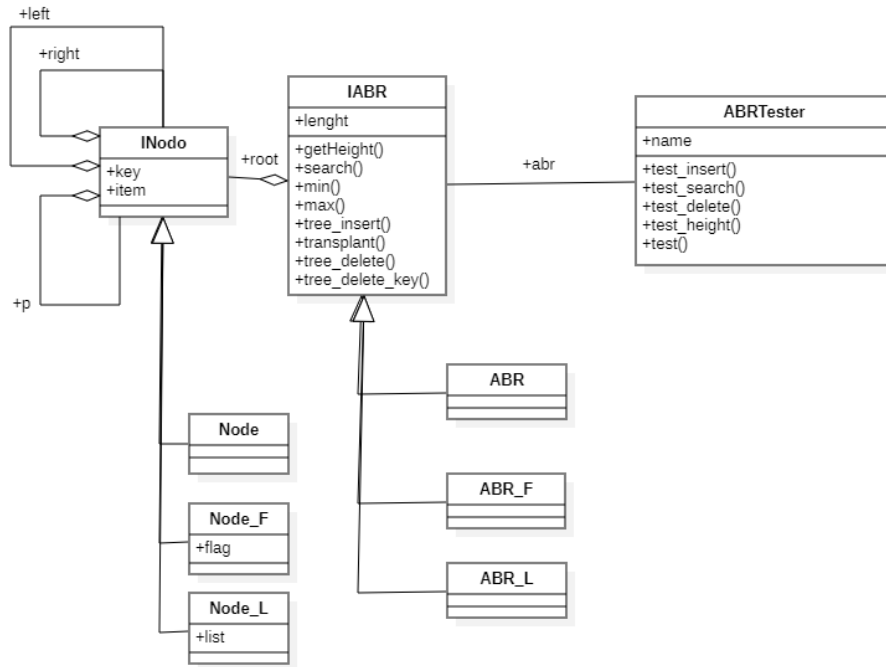 +left
+right
INodo
+key
+item
+p
+root
IABR
+lenght
+getHeight()
+search()
+min()
+max()
+tree_insert()
+transplant()
+tree_delete()
+tree_delete_key()
+abr
ABRTester
+name
+test_insert()
+test_search()
+test_delete()
+test_height()
+test()
Node
Node_F
+flag
Node_L
+list
ABR
ABR_F
ABR_L